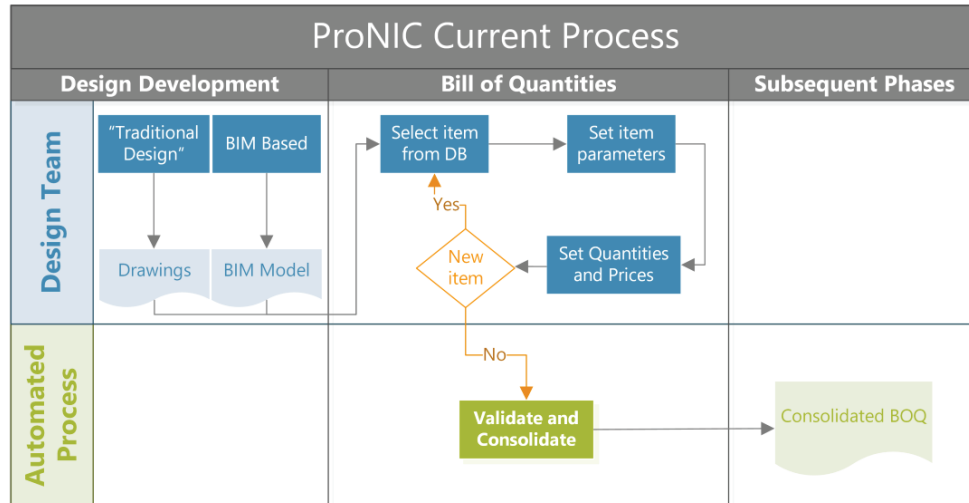 ProNIC Current Process
Design Development
Bill of Quantities
Subsequent Phases
Design Team
"Traditional
Design"
BIM Based
Select item
from DB
Set item
parameters
Yes
Drawings
BIM Model
New
item
Set Quantities
and Prices
No
Automated
Process
Validate and
Consolidate
Consolidated BOQ